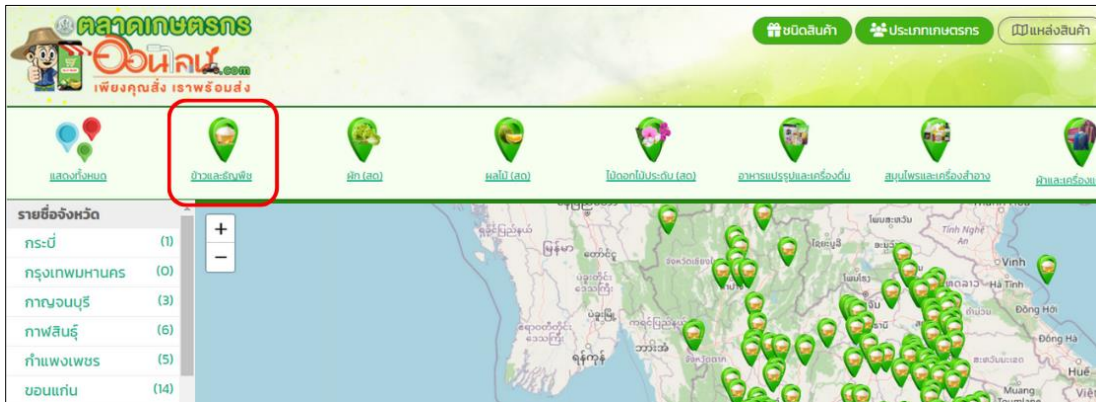 ตลาดเกษตรกร
ออนไลน์.com
เพียงคุณสั่ง เราพร้อมส่ง
ชนิดสินค้า
ประเภทเกษตรกร
แหล่งสินค้า
แสดงทั้งหมด
ข้าวและธัญพืช
ผัก (สด)
ผลไม้ (สด)
ไม้ดอกไม้ประดับ (สด)
อาหารแปรรูปและเครื่องดื่ม
สมุนไพรและเครื่องสำอาง
รายชื่อจังหวัด
กระบี่ (1)
กรุงเทพมหานคร (0)
กาญจนบุรี (3)
กาฬสินธุ์ (6)
กำแพงเพชร (5)
ขอนแก่น (14)
+
−
Tỉnh Nghệ An
Vinh
Hà Tĩnh
Đồng Hới
Đông Hà
Huế
Muang
ရန်ကုန်